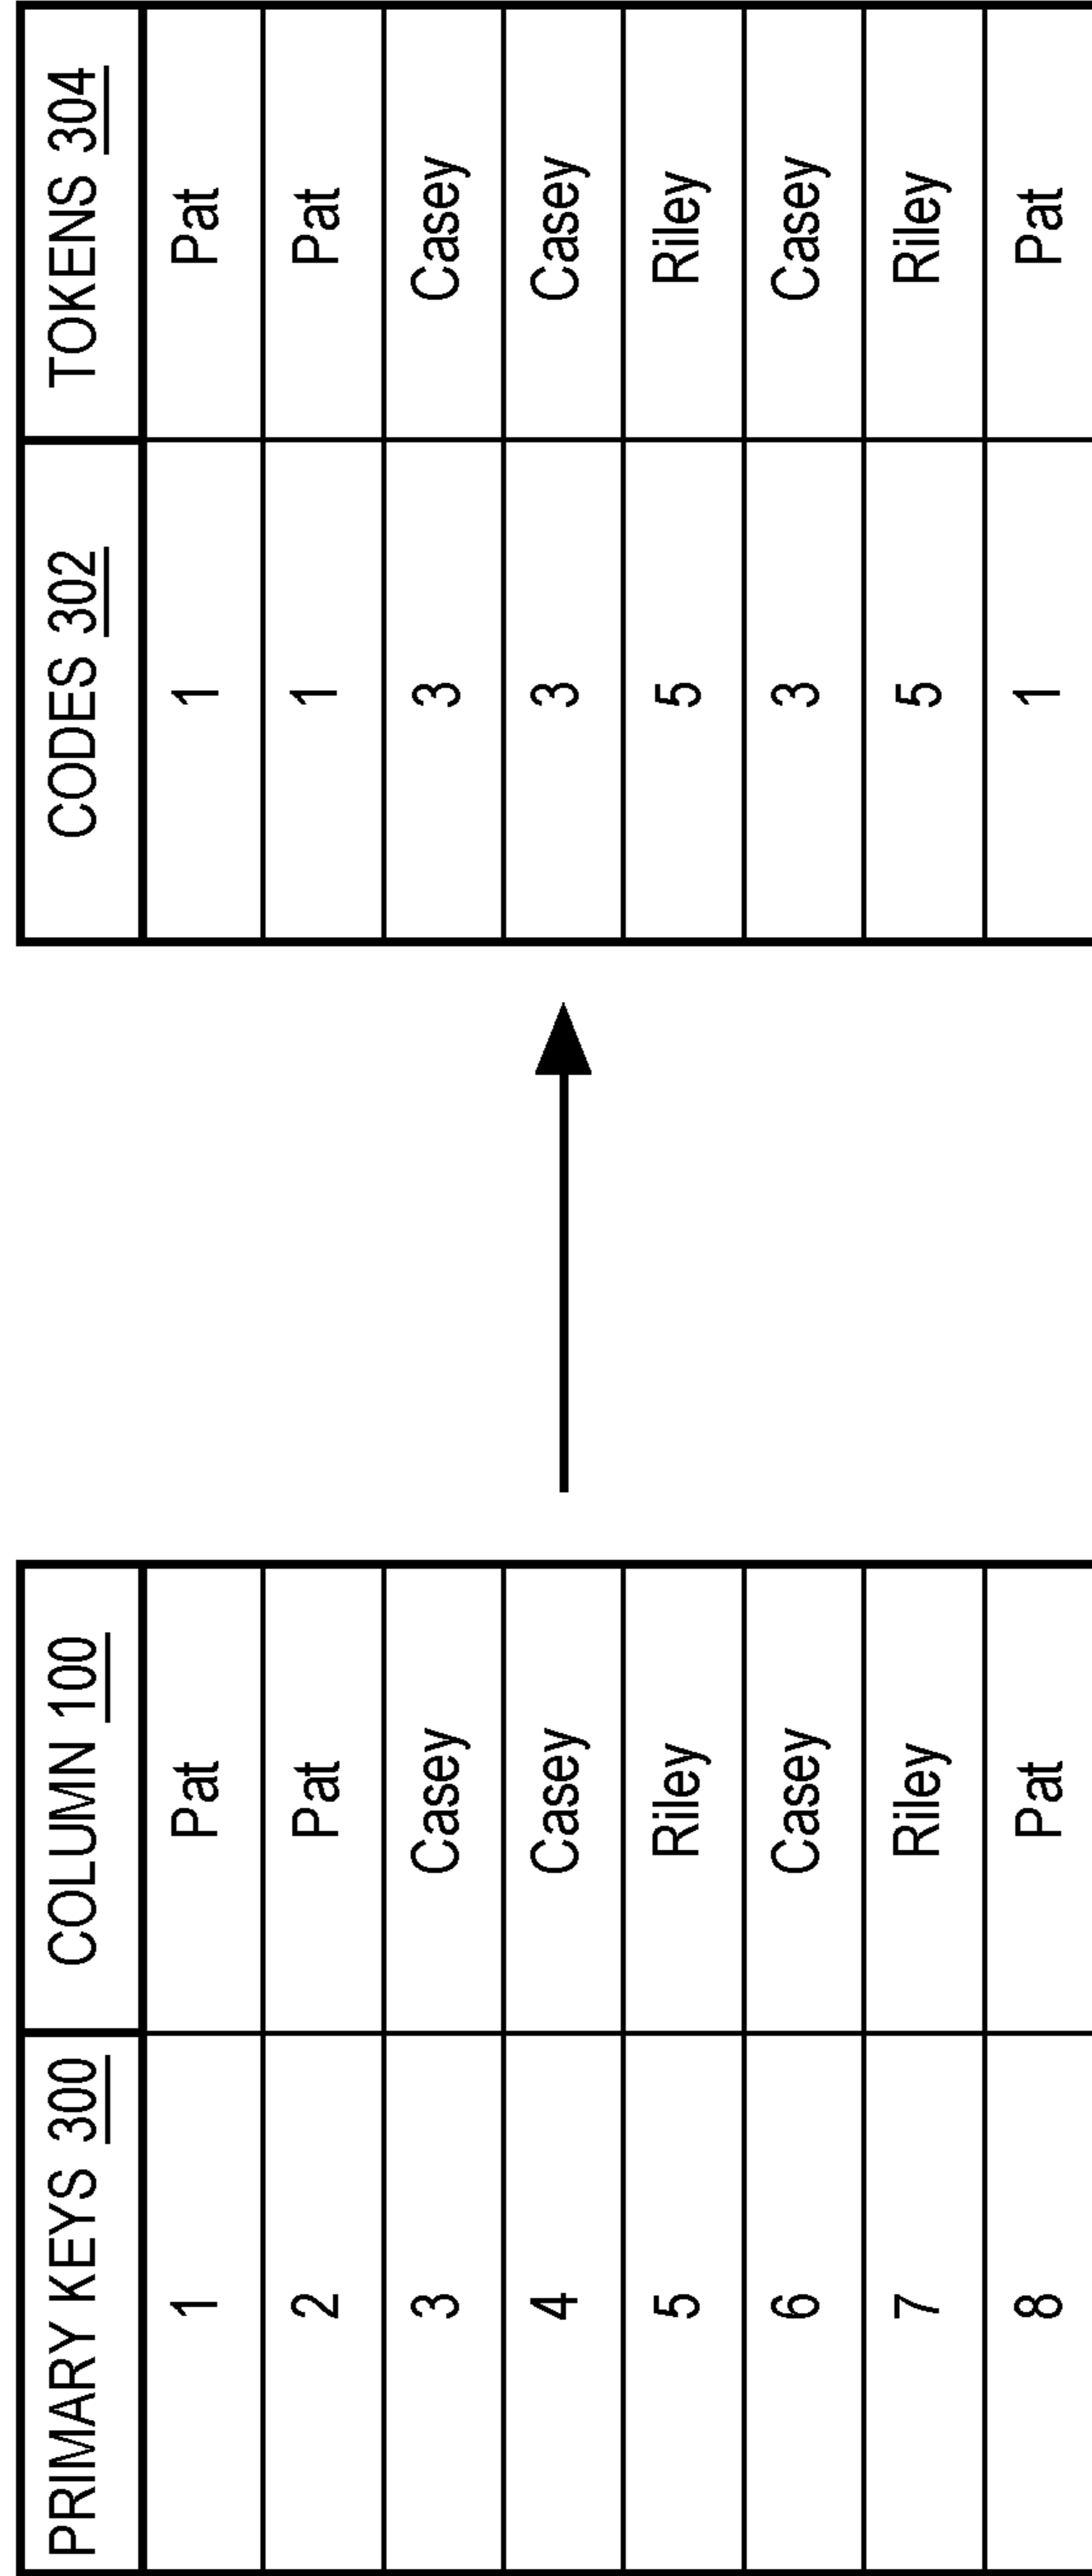 PRIMARY KEYS 300 COLUMN 100 CODES 302 TOKENS 304
1 Pat 1 Pat
2 Pat 1 Pat
3 Casey 3 Casey
4 Casey 3 Casey
5 Riley 5 Riley
6 Casey 3 Casey
7 Riley 5 Riley
8 Pat 1 Pat